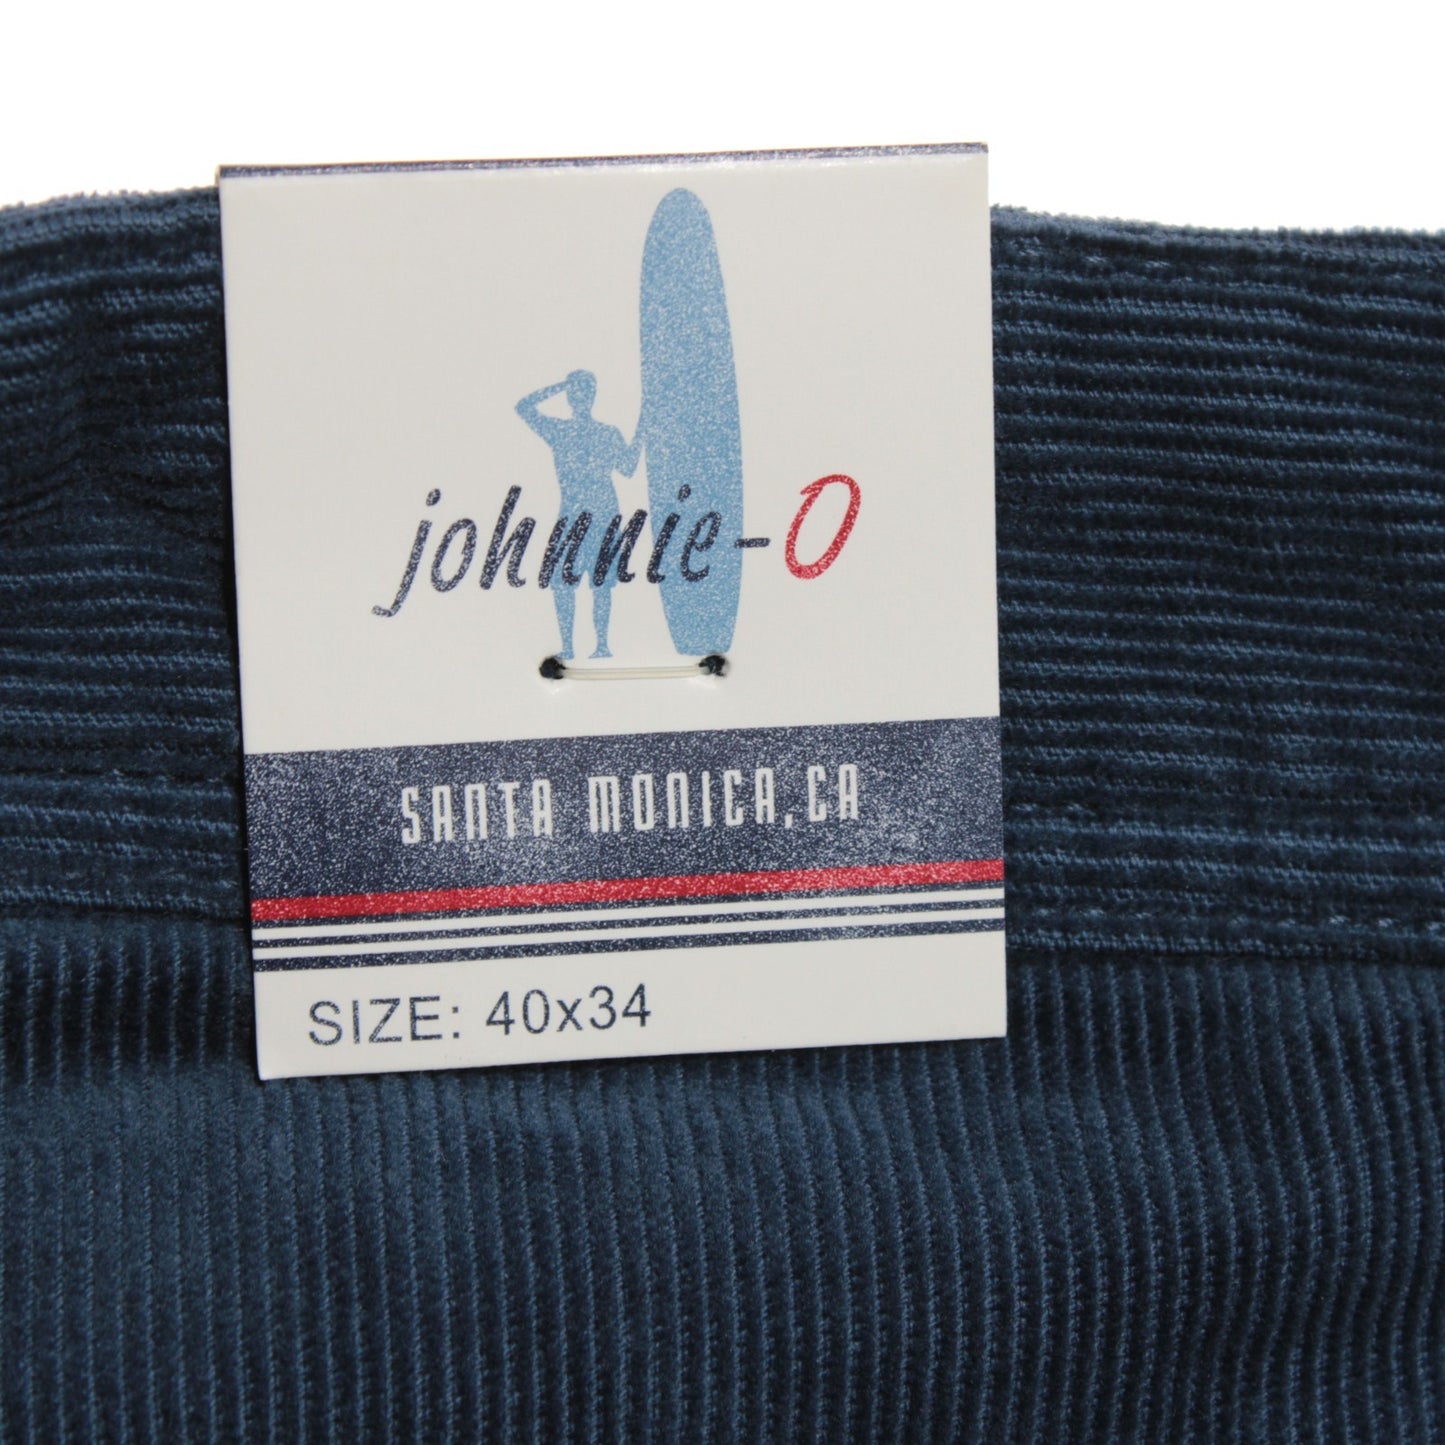 johnnie-O
SANTA MONICA, CA
SIZE: 40x34